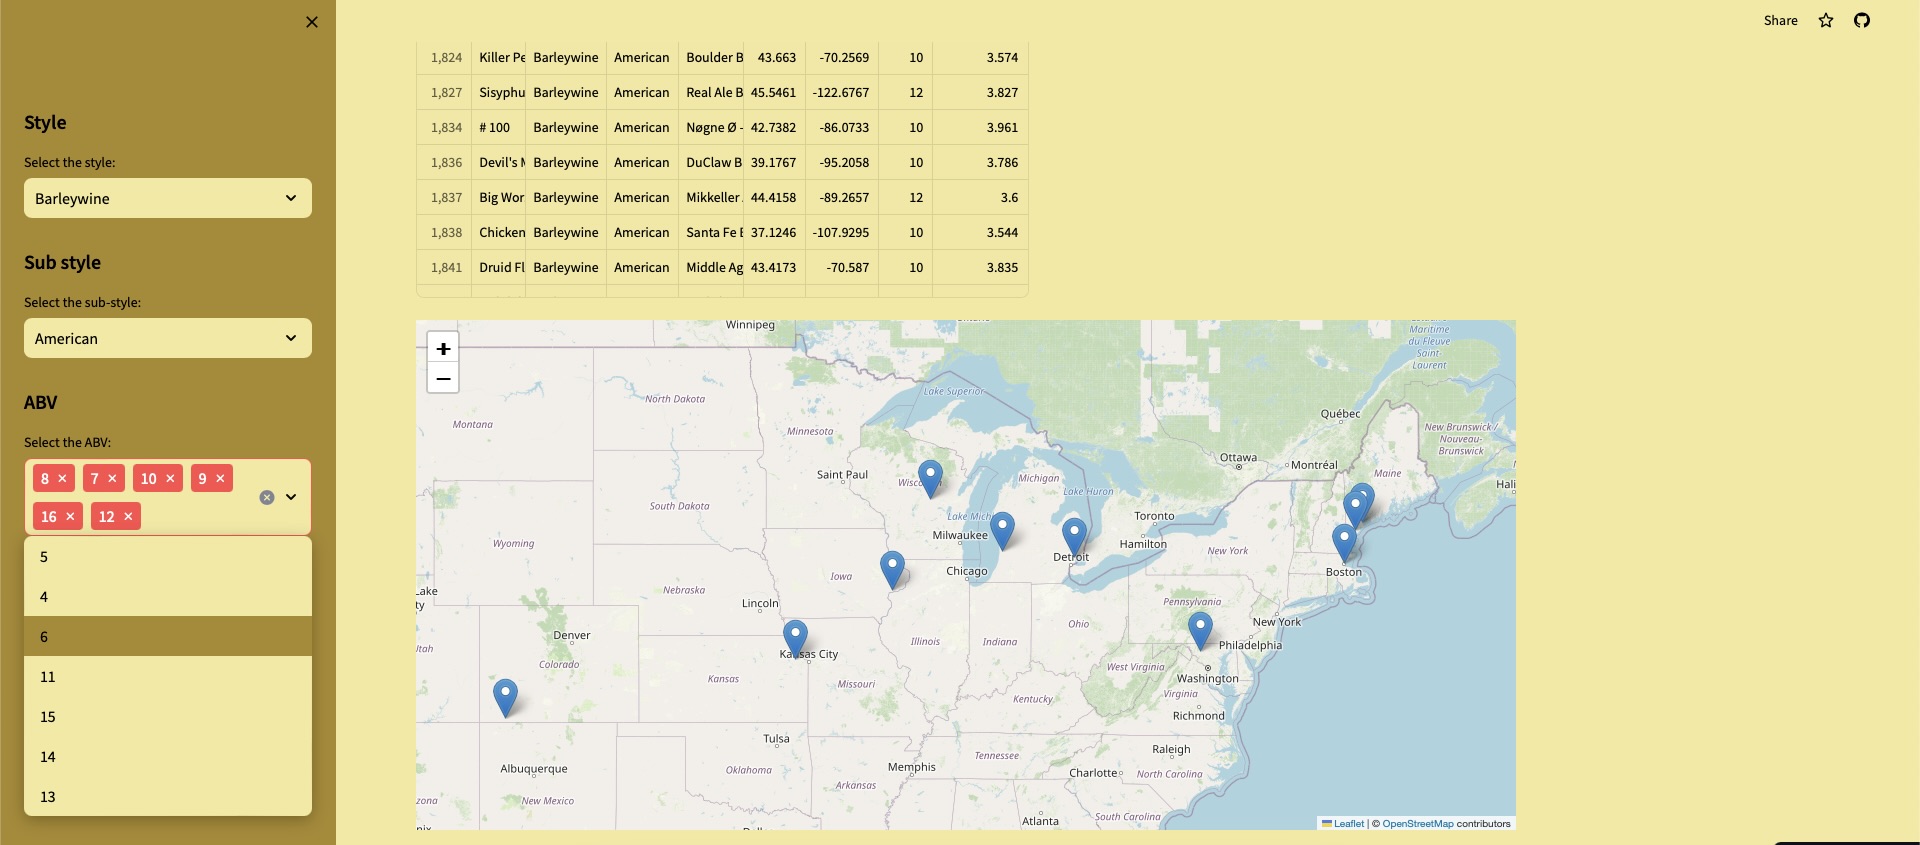 Share
Style
Select the style:
Barleywine
Sub style
Select the sub-style:
American
ABV
Select the ABV:
8 × 7 × 10 × 9 ×
16 × 12 ×
5
4
6
11
15
14
13
1,824 Killer Pe Barleywine American Boulder B 43.663 -70.2569 10 3.574
1,827 Sisyphu Barleywine American Real Ale B 45.5461 -122.6767 12 3.827
1,834 # 100 Barleywine American Nøgne Ø - 42.7382 -86.0733 10 3.961
1,836 Devil's M Barleywine American DuClaw B 39.1767 -95.2058 10 3.786
1,837 Big Wor Barleywine American Mikkeller 44.4158 -89.2657 12 3.6
1,838 Chicken Barleywine American Santa Fe B 37.1246 -107.9295 10 3.544
1,841 Druid Fl Barleywine American Middle Ag 43.4173 -70.587 10 3.835
+
−
Winnipeg
Maritime
du Fleuve
Saint-
Laurent
Lake Superior
North Dakota
Québec
Montana
Minnesota
New Brunswick /
Nouveau-
Brunswick
Ottawa
Montréal
Maine
Saint Paul
Michigan
Hali
Lake Huron
South Dakota
Toronto
Milwaukee
Hamilton
Wyoming
New York
Detroit
Chicago
Boston
Iowa
Nebraska
Lake
ty
Lincoln
Pennsylvania
New York
Ohio
Denver
Illinois
Indiana
Philadelphia
utah
Kansas City
Colorado
West Virginia
Kansas
Missouri
Washington
Virginia
Kentucky
Richmond
Tulsa
Raleigh
Tennessee
Albuquerque
Oklahoma
Memphis
Charlotte
North Carolina
Arkansas
New Mexico
zona
Atlanta
South Carolina
Leaflet | © OpenStreetMap contributors